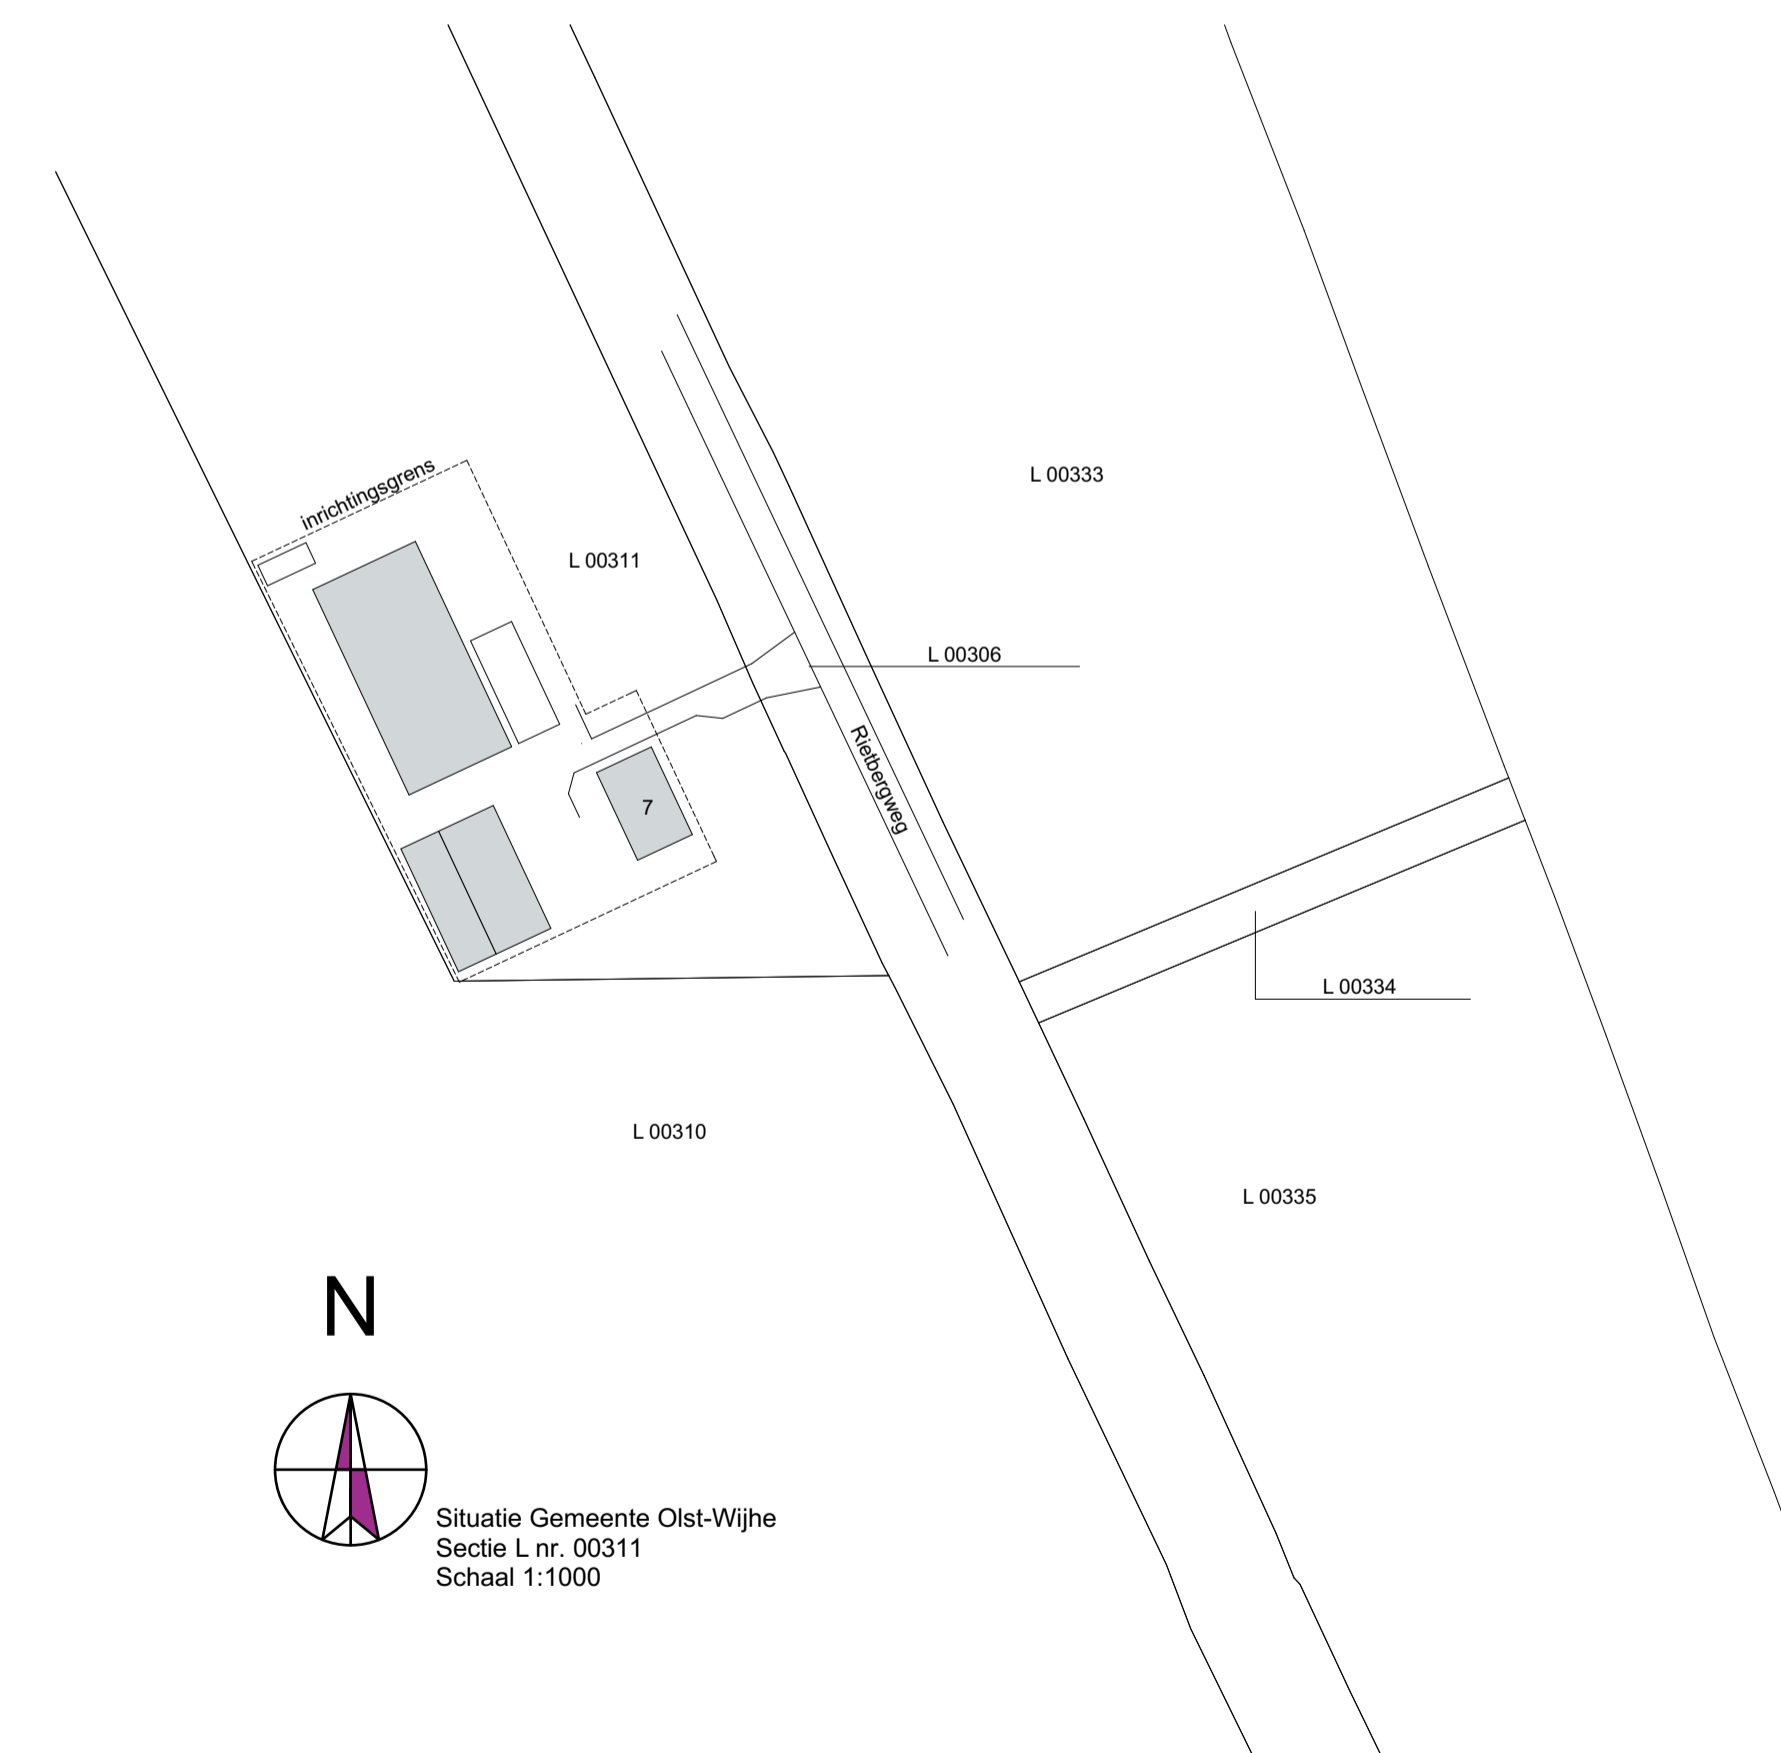 L 00333
inrichtingsgrens
L 00311
L 00306
Rietbergweg
7
L 00334
L 00310
L 00335
N
Situatie Gemeente Olst-Wijhe
Sectie L nr. 00311
Schaal 1:1000